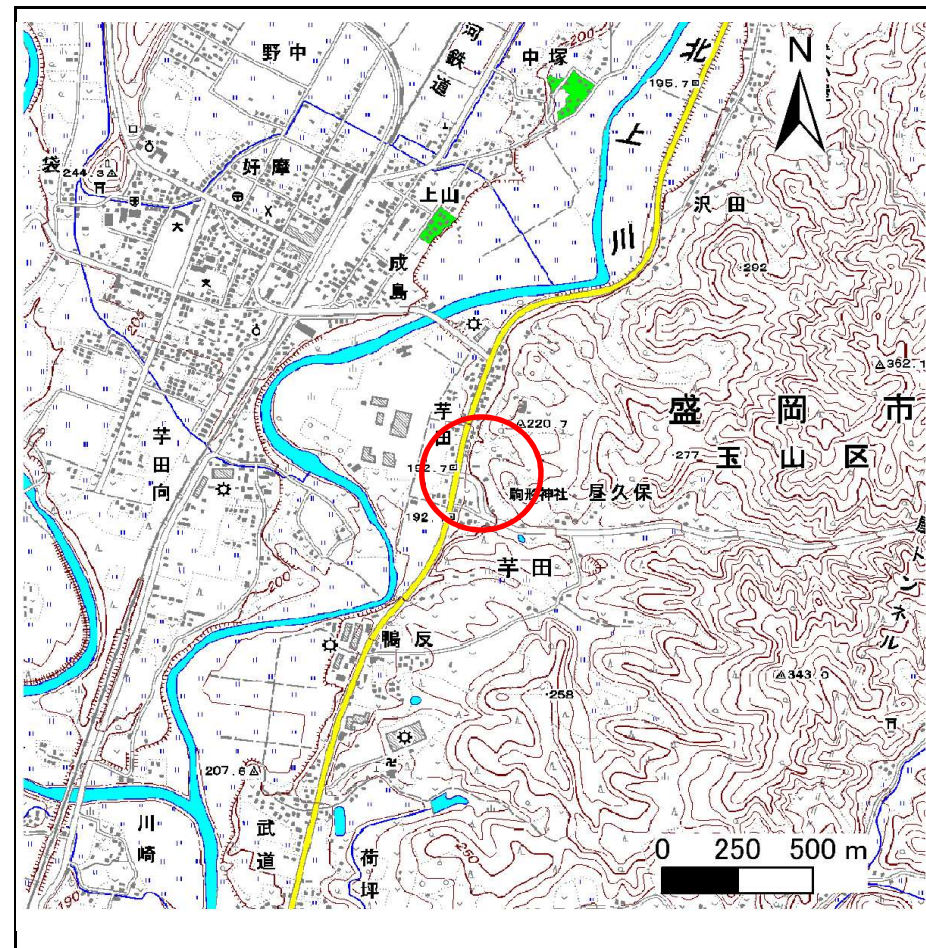 野中
河鉄道
中塚
200
北上川
195.7
N
袋
好摩
244.3
上山
沢田
成島
292
205
362.1
芋田
220.7
盛岡市
芋田向
277
玉山区
192.7
駒形神社
昼久保
192.
芋田
トンネル
200
鴨反
343.0
258
207.6
川崎
武道
荷坪
250
190
0 250 500 m